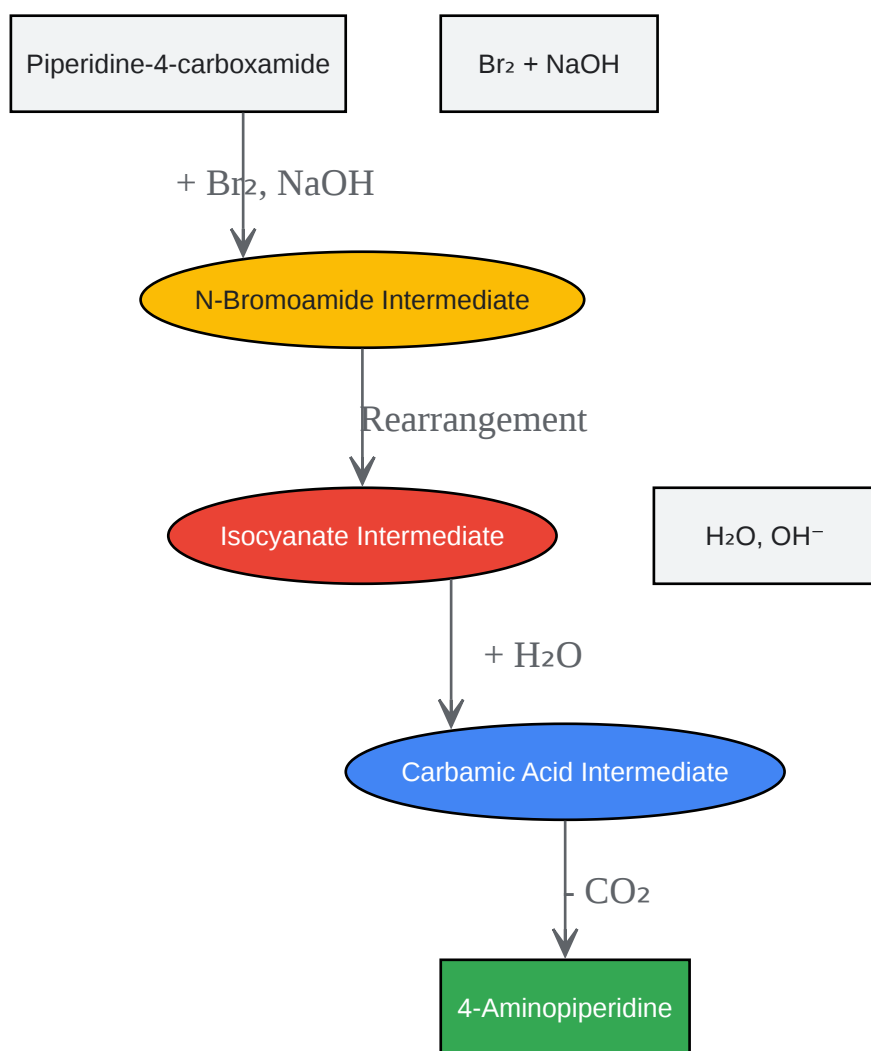 Piperidine-4-carboxamide
Br₂ + NaOH
+ Br₂, NaOH
N-Bromoamide Intermediate
Rearrangement
Isocyanate Intermediate
H₂O, OH⁻
+ H₂O
Carbamic Acid Intermediate
- CO₂
4-Aminopiperidine